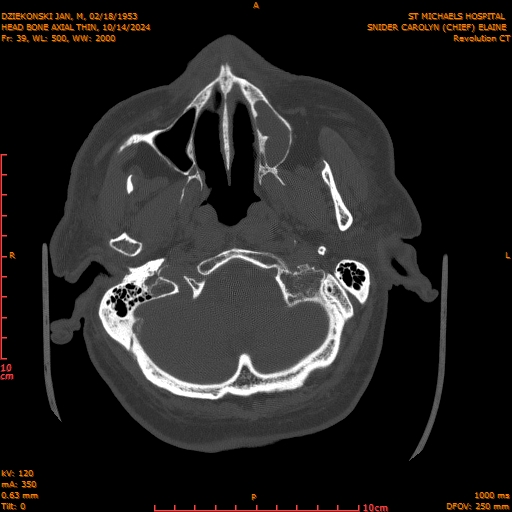 A
DZIEKONSKI JAN, M, 02/18/1953
HEAD BONE AXIAL THIN, 10/14/2024
Fr: 39, WL: 500, WW: 2000
ST MICHAELS HOSPITAL
SNIDER CAROLYN (CHIEF) ELAINE
Revolution CT
R
L
10
cm
kV: 120
mA: 350
0.63 mm
Tilt: 0
P
10cm
1000 ms
DFOV: 250 mm